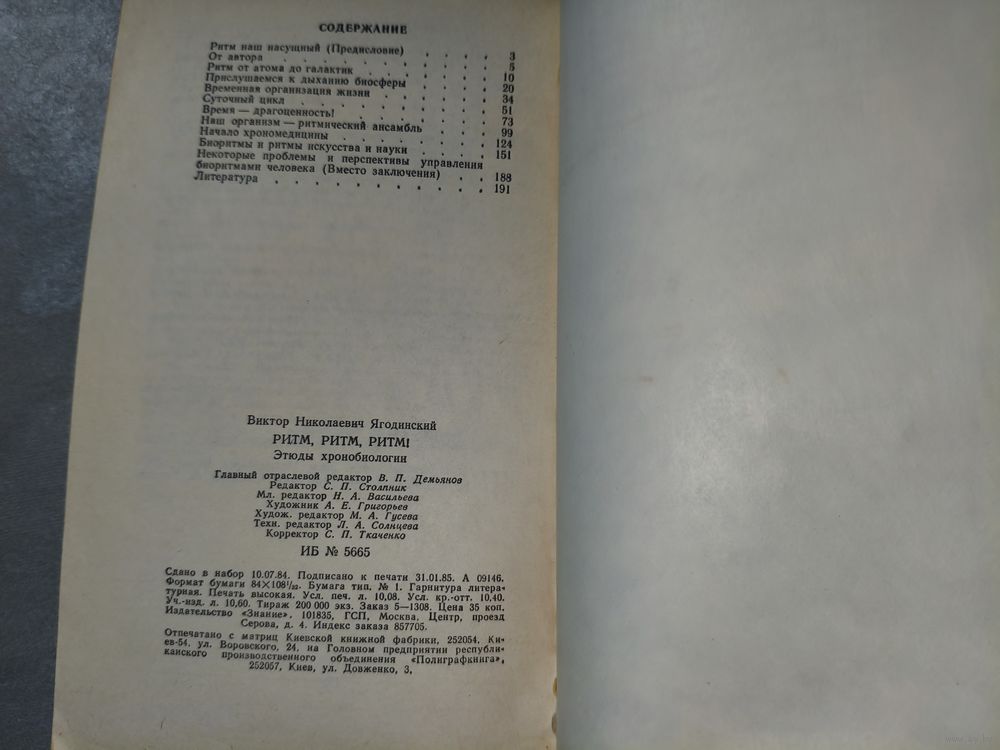 СОДЕРЖАНИЕ
Ритм наш насущный (Предисловие) . . . . 3
От автора . . . . . . . . . 5
Ритм от атома до галактик . . . . . . 10
Прислушаемся к дыханию биосферы . . . . 20
Временная организация жизни . . . . . 34
Суточный цикл . . . . . . . . 51
Время — драгоценность! . . . . . . 73
Наш организм — ритмический ансамбль . . . 99
Начало хрономедицины . . . . . . 124
Биоритмы и ритмы искусства и науки . . . . 151
Некоторые проблемы и перспективы управления
биоритмами человека (Вместо заключения) . . 188
Литература . . . . . . . . . 191
Виктор Николаевич Ягодинский
РИТМ, РИТМ, РИТМ!
Этюды хронобиологии
Главный отраслевой редактор В. П. Демьянов
Редактор С. П. Столпник
Мл. редактор Н. А. Васильева
Художник А. Е. Григорьев
Худож. редактор М. А. Гусева
Техн. редактор Л. А. Солнцева
Корректор С. П. Ткаченко
ИБ № 5665
Сдано в набор 10.07.84. Подписано к печати 31.01.85. А 09146.
Формат бумаги 84×108 1/32. Бумага тип. № 1. Гарнитура литера-
турная. Печать высокая. Усл. печ. л. 10,08. Усл. кр.-отт. 10,40.
Уч.-изд. л. 10,60. Тираж 200 000 экз. Заказ 5—1308. Цена 35 коп.
Издательство «Знание». 101835, ГСП, Москва, Центр, проезд
Серова, д. 4. Индекс заказа 857705.
Отпечатано с матриц Киевской книжной фабрики, 252054, Ки-
ев-54, ул. Воровского, 24, на Головном предприятии республи-
канского производственного объединения «Полиграфкнига»,
252057, Киев, ул. Довженко, 3.